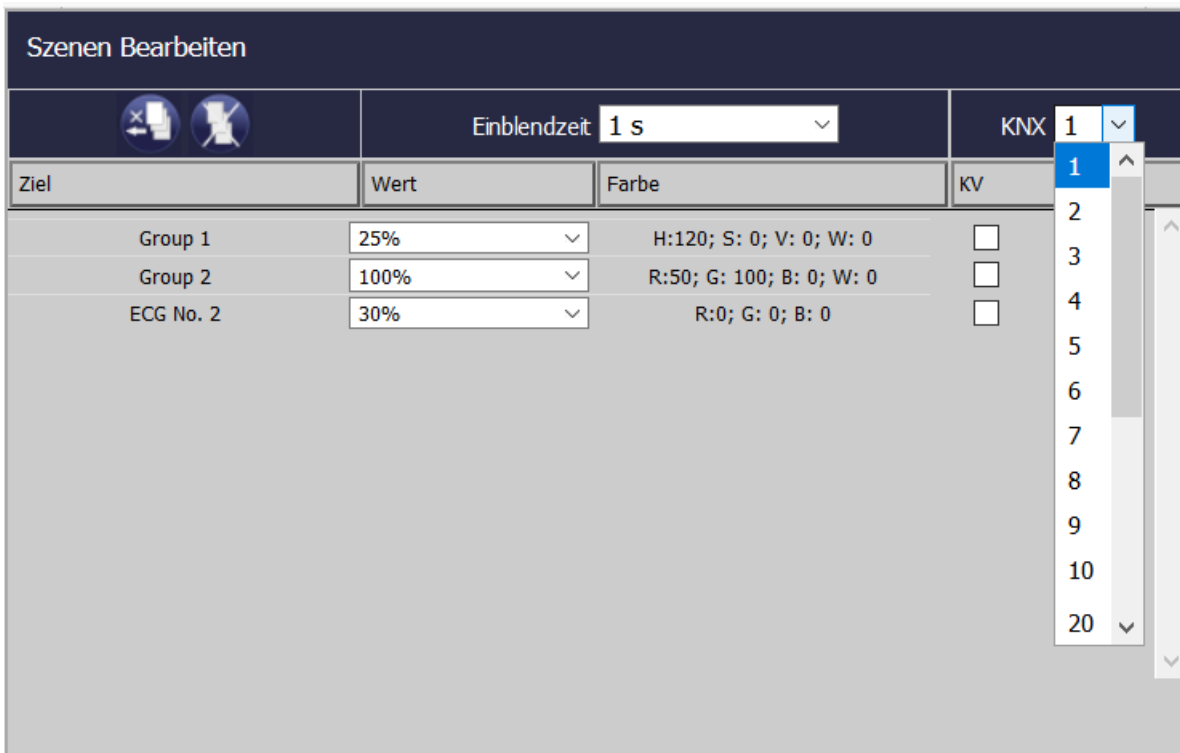 Szenen Bearbeiten
Einblendzeit 1 s KNX 1
Ziel Wert Farbe KV
Group 1 25% H:120; S: 0; V: 0; W: 0
Group 2 100% R:50; G: 100; B: 0; W: 0
ECG No. 2 30% R:0; G: 0; B: 0
1
2
3
4
5
6
7
8
9
10
20